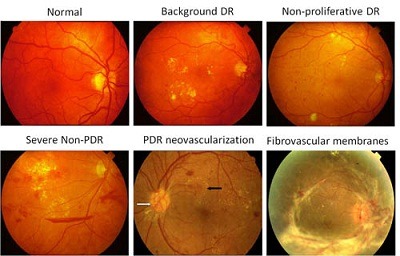 Normal
Background DR
Non-proliferative DR
Severe Non-PDR
PDR neovascularization
Fibrovascular membranes